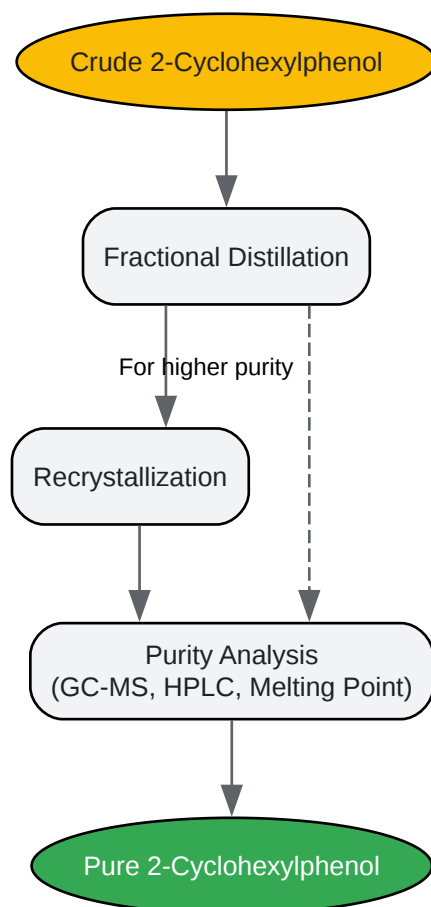 Crude 2-Cyclohexylphenol
Fractional Distillation
For higher purity
Recrystallization
Purity Analysis
(GC-MS, HPLC, Melting Point)
Pure 2-Cyclohexylphenol